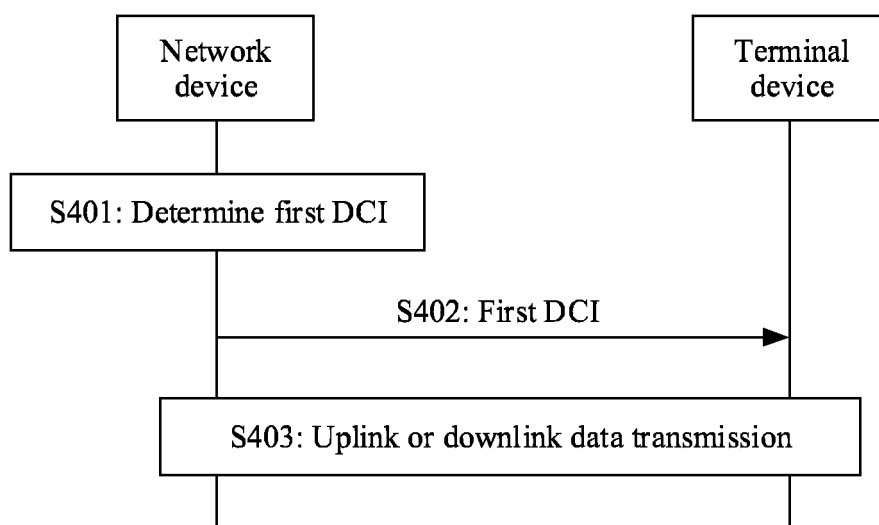 Network
device
Terminal
device
S401: Determine first DCI
S402: First DCI
S403: Uplink or downlink data transmission